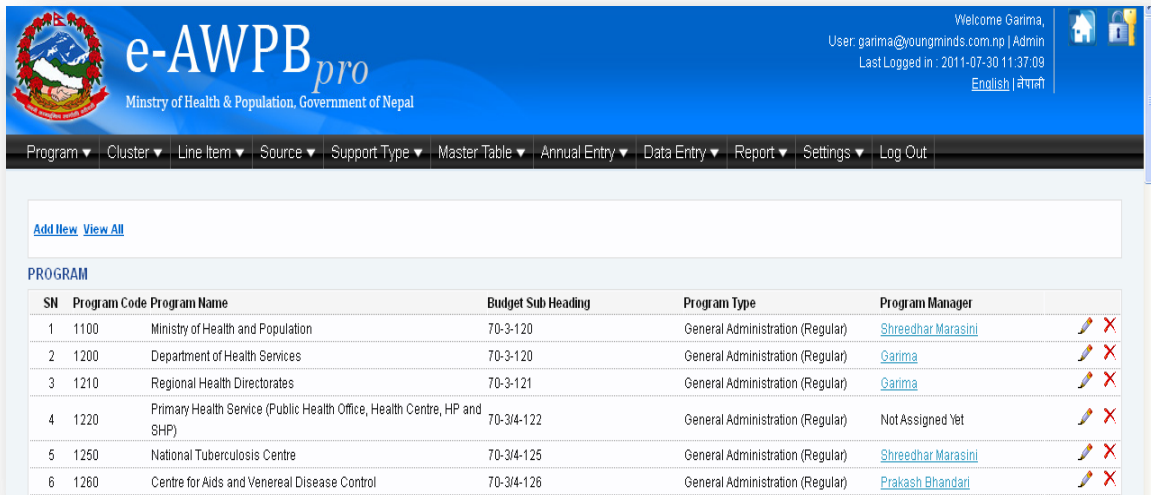 e-AWPB pro
Minstry of Health & Population, Government of Nepal
Welcome Garima,
User: garima@youngminds.com.np | Admin
Last Logged in : 2011-07-30 11:37:09
English | नेपाली
Program ▼ Cluster ▼ Line Item ▼ Source ▼ Support Type ▼ Master Table ▼ Annual Entry ▼ Data Entry ▼ Report ▼ Settings ▼ Log Out
Add New View All
PROGRAM
SN Program Code Program Name Budget Sub Heading Program Type Program Manager
1 1100 Ministry of Health and Population 70-3-120 General Administration (Regular) Shreedhar Marasini
2 1200 Department of Health Services 70-3-120 General Administration (Regular) Garima
3 1210 Regional Health Directorates 70-3-121 General Administration (Regular) Garima
4 1220 Primary Health Service (Public Health Office, Health Centre, HP and
SHP) 70-3/4-122 General Administration (Regular) Not Assigned Yet
5 1250 National Tuberculosis Centre 70-3/4-125 General Administration (Regular) Shreedhar Marasini
6 1260 Centre for Aids and Venereal Disease Control 70-3/4-126 General Administration (Regular) Prakash Bhandari